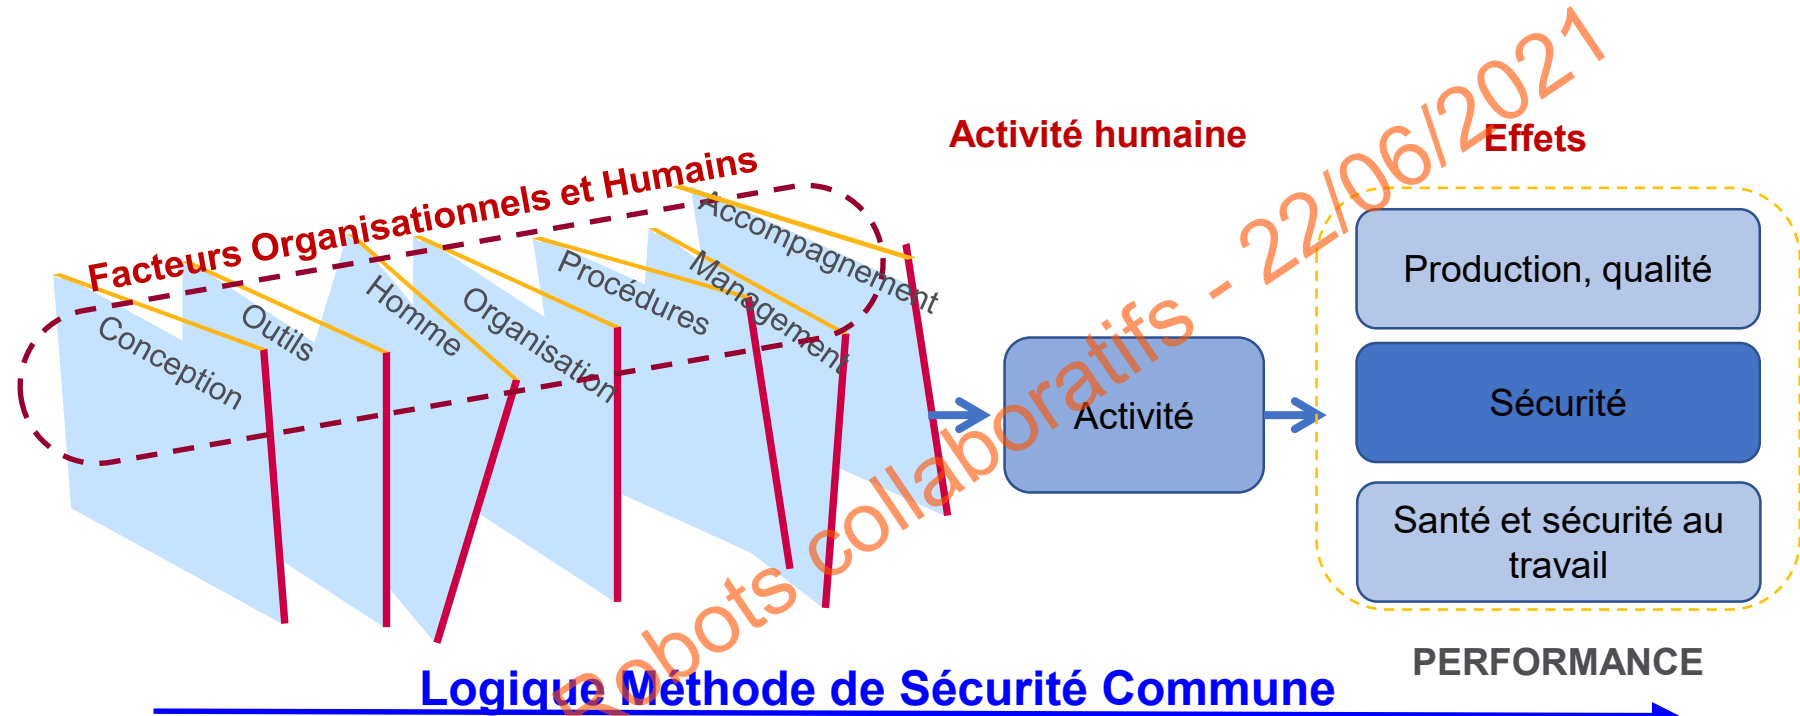 Facteurs Organisationnels et Humains
Activité humaine
Effets
Conception
Outils
Homme
Organisation
Procédures
Management
Accompagnement
Activité
Production, qualité
Sécurité
Santé et sécurité au
travail
PERFORMANCE
Logique Méthode de Sécurité Commune
Robots collaboratifs - 22/06/2021